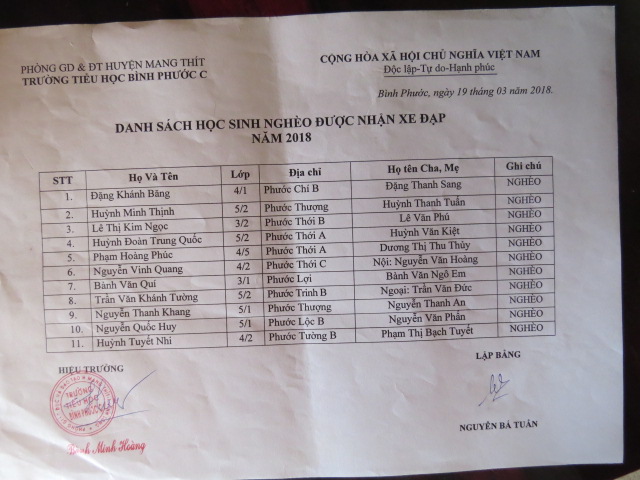 PHÒNG GD & ĐT HUYỆN MANG THÍT
TRƯỜNG TIỂU HỌC BÌNH PHƯỚC C
CỘNG HÒA XÃ HỘI CHỦ NGHĨA VIỆT NAM
Độc lập-Tự do-Hạnh phúc
Bình Phước, ngày 19 tháng 03 năm 2018.
DANH SÁCH HỌC SINH NGHÈO ĐƯỢC NHẬN XE ĐẠP
NĂM 2018
STT Họ Và Tên Lớp Địa chỉ Họ tên Cha, Mẹ Ghi chú
1. Đặng Khánh Băng 4/1 Phước Chí B Đặng Thanh Sang NGHÈO
2. Huỳnh Minh Thịnh 5/2 Phước Thượng Huỳnh Thanh Tuấn NGHÈO
3. Lê Thị Kim Ngọc 3/2 Phước Thới B Lê Văn Phú NGHÈO
4. Huỳnh Đoàn Trung Quốc 5/2 Phước Thới A Huỳnh Văn Kiệt NGHÈO
5. Phạm Hoàng Phúc 4/5 Phước Thới A Dương Thị Thu Thủy NGHÈO
6. Nguyễn Vinh Quang 4/2 Phước Thới C Nội: Nguyễn Văn Hoàng NGHÈO
7. Bành Văn Quí 3/1 Phước Lợi Bành Văn Ngô Em NGHÈO
8. Trần Văn Khánh Tường 5/2 Phước Trinh B Ngoại: Trần Văn Đức NGHÈO
9. Nguyễn Thanh Khang 5/1 Phước Thượng Nguyễn Thanh An NGHÈO
10. Nguyễn Quốc Huy 5/1 Phước Lộc B Nguyễn Văn Phấn NGHÈO
11. Huỳnh Tuyết Nhi 4/2 Phước Tường B Phạm Thị Bạch Tuyết NGHÈO
HIỆU TRƯỞNG
LẬP BẢNG
TRƯỜNG
TIỂU HỌC
BÌNH PHƯỚC C
NGUYỄN BÁ TUÂN
Minh Hoàng